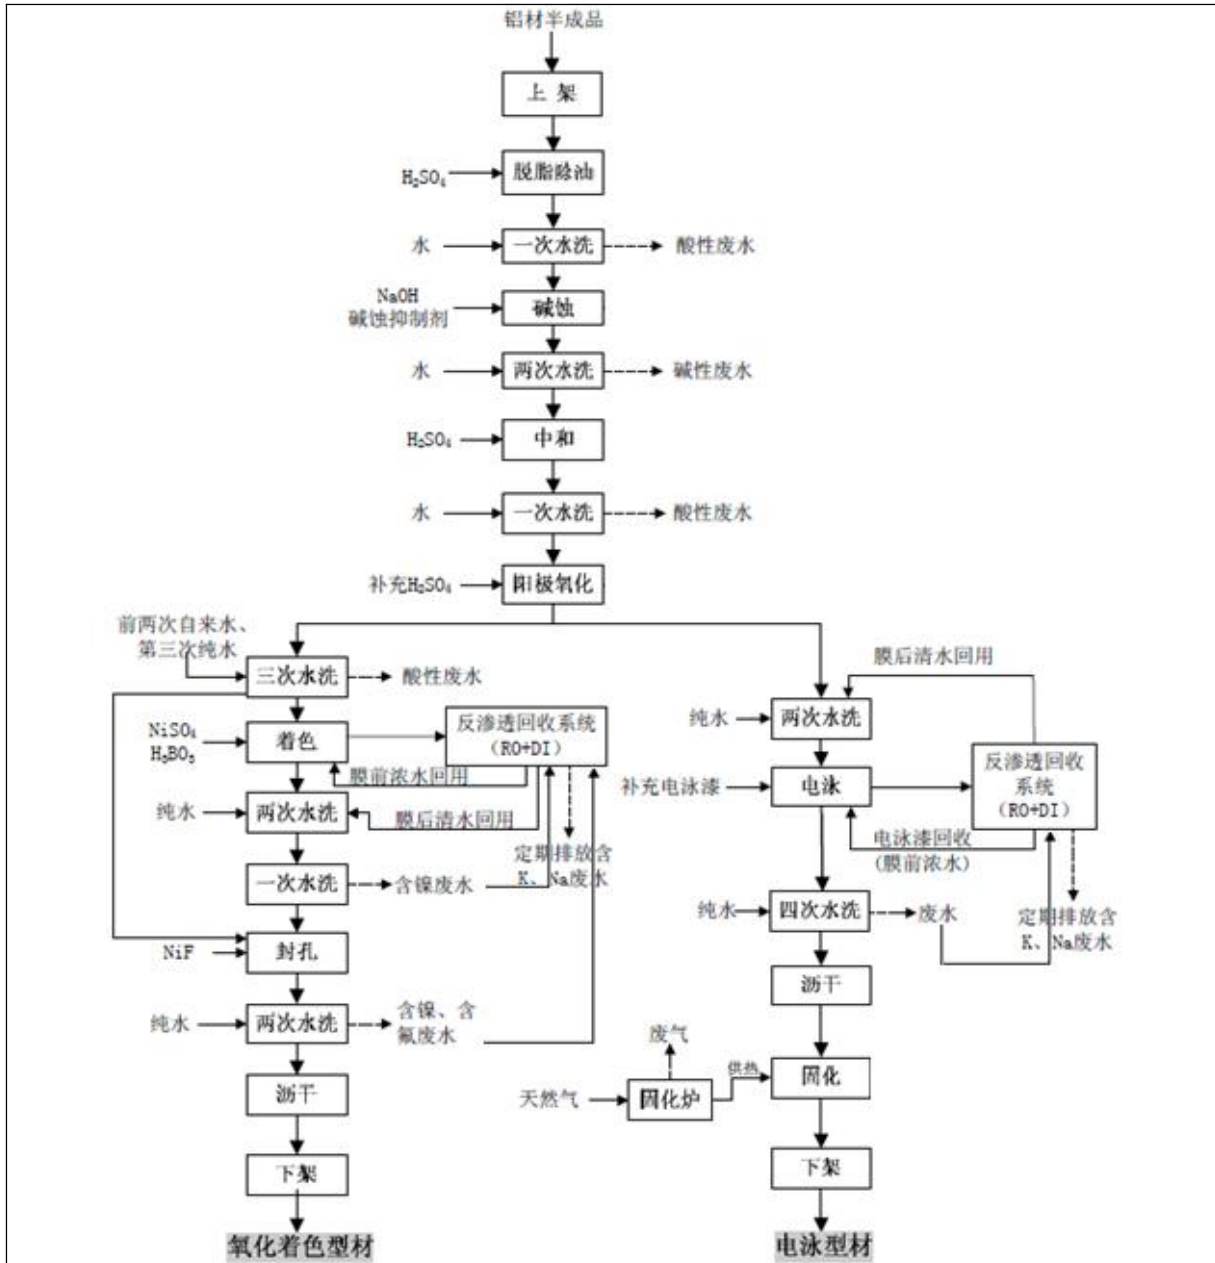 铝材半成品
上 架
H₂SO₄
脱脂除油
水
一次水洗
酸性废水
NaOH
碱蚀抑制剂
碱蚀
水
两次水洗
碱性废水
H₂SO₄
中和
水
一次水洗
酸性废水
补充H₂SO₄
阳极氧化
前两次自来水、
第三次纯水
三次水洗
酸性废水
NiSO₄
H₃BO₃
着色
反渗透回收系统
（RO+DI）
膜前浓水回用
纯水
两次水洗
膜后清水回用
定期排放含
K、Na废水
一次水洗
含镍废水
NiF
封孔
纯水
两次水洗
含镍、含
氟废水
沥干
下架
氧化着色型材
膜后清水回用
纯水
两次水洗
补充电泳漆
电泳
反渗透回收
系统
（RO+DI）
电泳漆回收
(膜前浓水)
纯水
四次水洗
废水
定期排放含
K、Na废水
沥干
废气
天然气
固化炉
供热
固化
下架
电泳型材